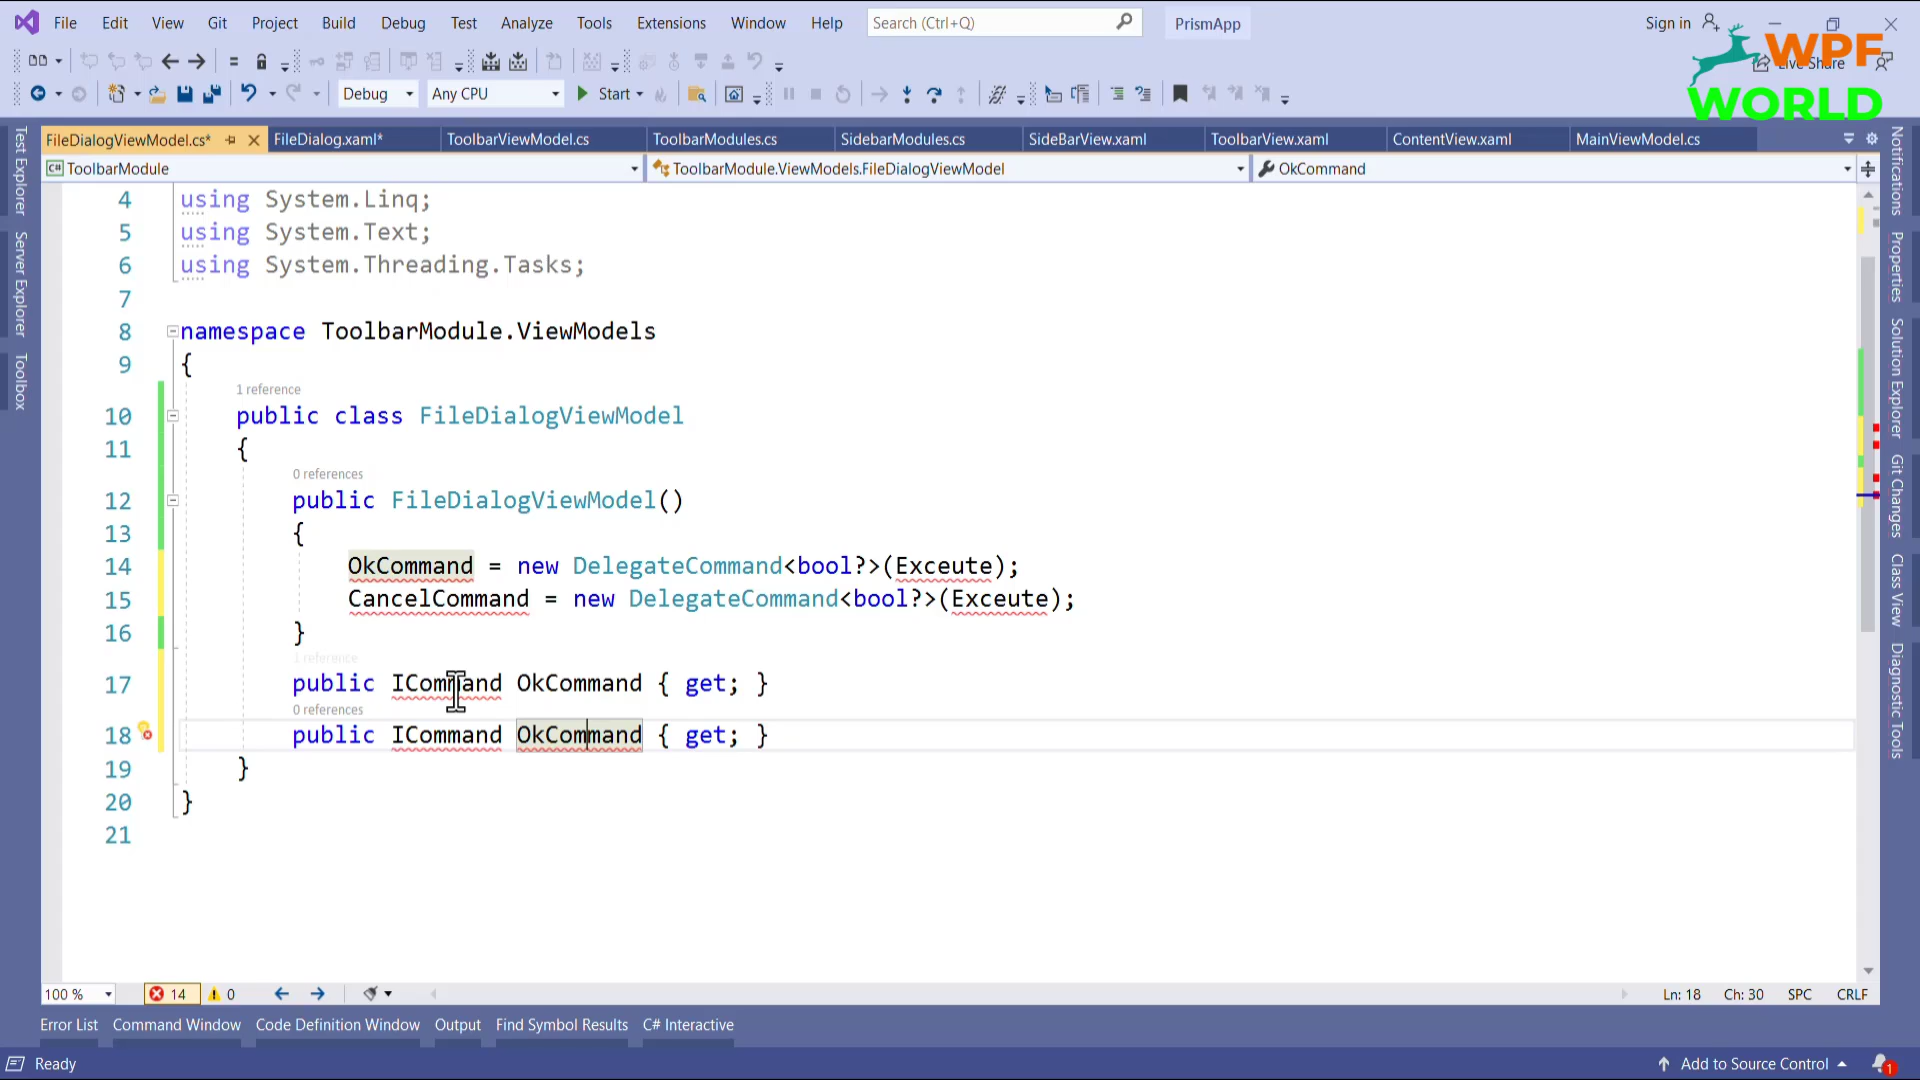 File Edit View Git Project Build Debug Test Analyze Tools Extensions Window Help Search (Ctrl+Q) PrismApp Sign in
WPF
Live Share
WORLD
Debug Any CPU Start
FileDialogViewModel.cs* FileDialog.xaml* ToolbarViewModel.cs ToolbarModules.cs SidebarModules.cs SideBarView.xaml ToolbarView.xaml ContentView.xaml MainViewModel.cs
C# ToolbarModule ToolbarModule.ViewModels.FileDialogViewModel OkCommand
Test Explorer
Server Explorer
Toolbox
4 using System.Linq;
5 using System.Text;
6 using System.Threading.Tasks;
7
8 namespace ToolbarModule.ViewModels
9 {
1 reference
10 public class FileDialogViewModel
11 {
0 references
12 public FileDialogViewModel()
13 {
14 OkCommand = new DelegateCommand<bool?>(Exceute);
15 CancelCommand = new DelegateCommand<bool?>(Exceute);
16 }
1 reference
17 public ICommand OkCommand { get; }
0 references
18 public ICommand OkCommand { get; }
19 }
20 }
21
Notifications
Properties
Solution Explorer
Git Changes
Class View
Diagnostic Tools
100 % 14 0 Ln: 18 Ch: 30 SPC CRLF
Error List Command Window Code Definition Window Output Find Symbol Results C# Interactive
Ready Add to Source Control 1